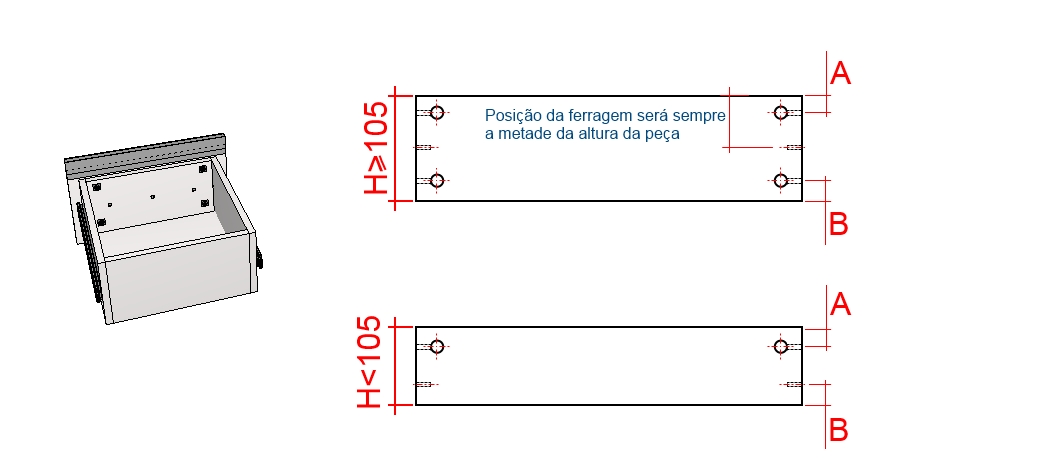 A
H≥105
Posição da ferragem será sempre
a metade da altura da peça
B
A
H<105
B